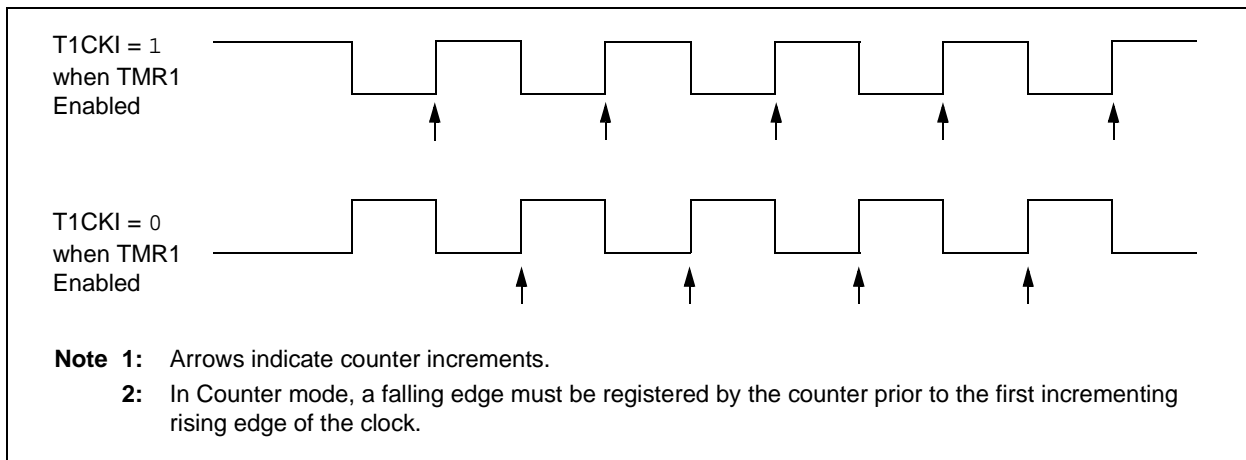 T1CKI = 1
when TMR1
Enabled
T1CKI = 0
when TMR1
Enabled
Note 1: Arrows indicate counter increments.
2: In Counter mode, a falling edge must be registered by the counter prior to the first incrementing
rising edge of the clock.